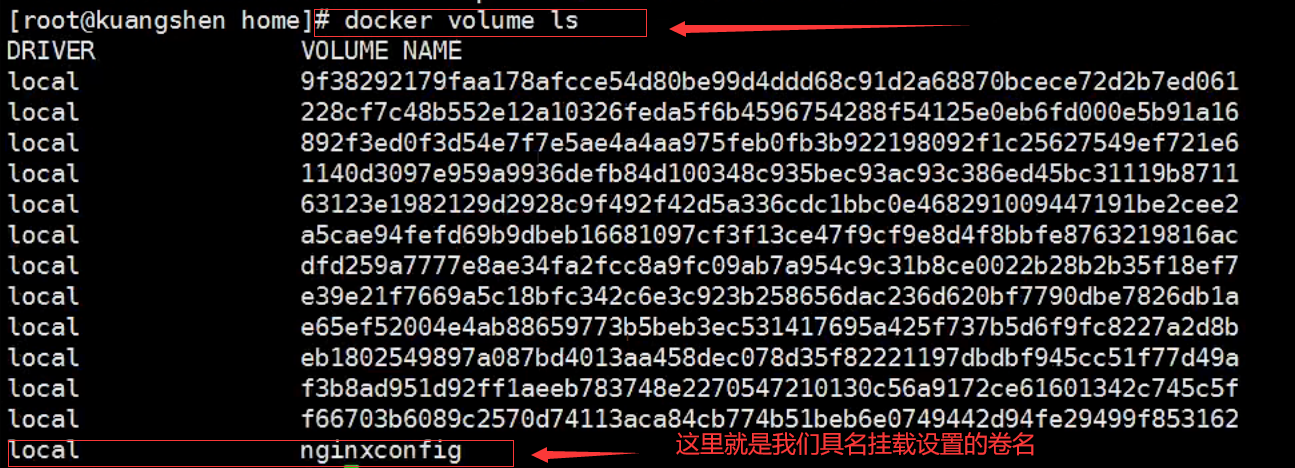 [root@kuangshen home]# docker volume ls
DRIVER VOLUME NAME
local 9f38292179faa178afcce54d80be99d4ddd68c91d2a68870bcece72d2b7ed061
local 228cf7c48b552e12a10326feda5f6b4596754288f54125e0eb6fd000e5b91a16
local 892f3ed0f3d54e7f7e5ae4a4aa975feb0fb3b922198092f1c25627549ef721e6
local 1140d3097e959a9936defb84d100348c935bec93ac93c386ed45bc31119b8711
local 63123e1982129d2928c9f492f42d5a336cdc1bbc0e468291009447191be2cee2
local a5cae94fefd69b9dbeb16681097cf3f13ce47f9cf9e8d4f8bbfe8763219816ac
local dfd259a7777e8ae34fa2fcc8a9fc09ab7a954c9c31b8ce0022b28b2b35f18ef7
local e39e21f7669a5c18bfc342c6e3c923b258656dac236d620bf7790dbe7826db1a
local e65ef52004e4ab88659773b5beb3ec531417695a425f737b5d6f9fc8227a2d8b
local eb1802549897a087bd4013aa458dec078d35f82221197dbdbf945cc51f77d49a
local f3b8ad951d92ff1aeeb783748e2270547210130c56a9172ce61601342c745c5f
local f66703b6089c2570d74113aca84cb774b51beb6e0749442d94fe29499f853162
local nginxconfig 这里就是我们具名挂载设置的卷名